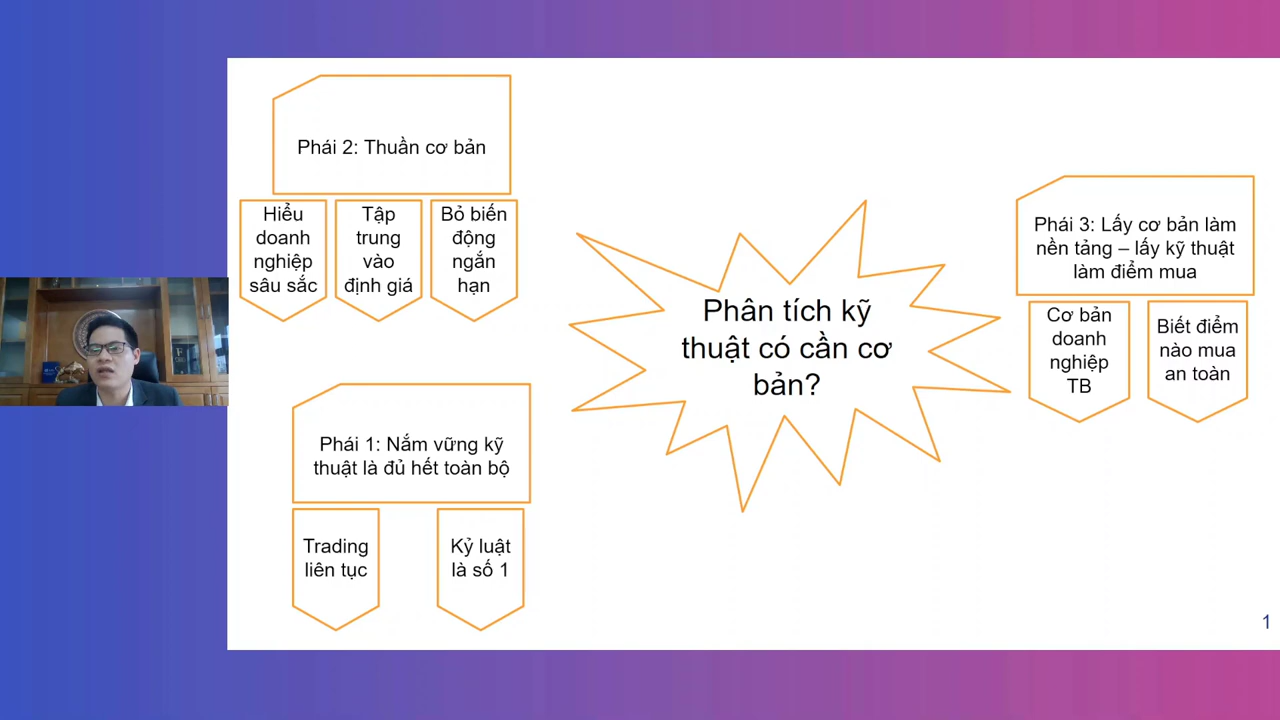 Phái 2: Thuần cơ bản
Hiểu
doanh
nghiệp
sâu sắc
Tập
trung
vào
định giá
Bỏ biến
động
ngắn
hạn
Phái 1: Nắm vững kỹ
thuật là đủ hết toàn bộ
Trading
liên tục
Kỷ luật
là số 1
Phân tích kỹ
thuật có cần cơ
bản?
Phái 3: Lấy cơ bản làm
nền tảng – lấy kỹ thuật
làm điểm mua
Cơ bản
doanh
nghiệp
TB
Biết điểm
nào mua
an toàn
1